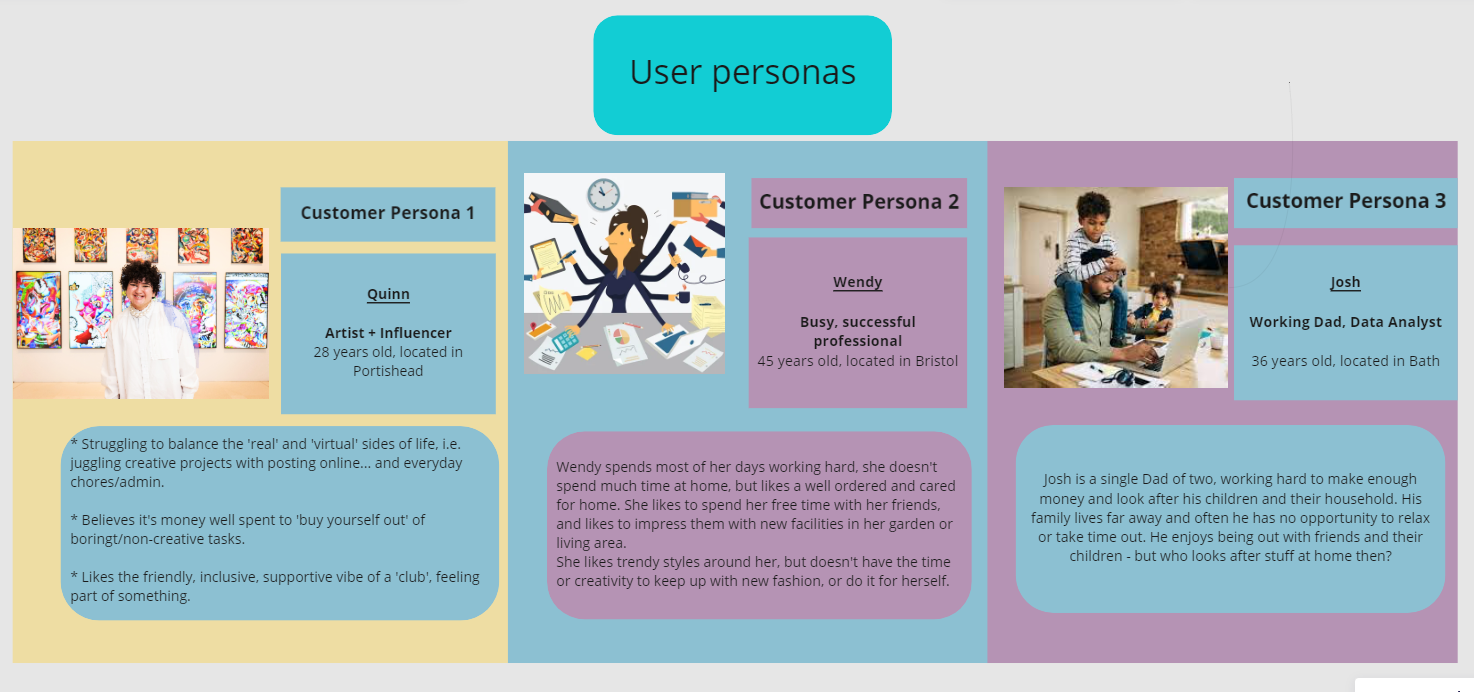 User personas
Customer Persona 1
Quinn
Artist + Influencer
28 years old, located in
Portishead
* Struggling to balance the 'real' and 'virtual' sides of life, i.e.
juggling creative projects with posting online... and everyday
chores/admin.
* Believes it's money well spent to 'buy yourself out' of
boringt/non-creative tasks.
* Likes the friendly, inclusive, supportive vibe of a 'club', feeling
part of something.
Customer Persona 2
Wendy
Busy, successful
professional
45 years old, located in Bristol
Wendy spends most of her days working hard, she doesn't
spend much time at home, but likes a well ordered and cared
for home. She likes to spend her free time with her friends,
and likes to impress them with new facilities in her garden or
living area.
She likes trendy styles around her, but doesn't have the time
or creativity to keep up with new fashion, or do it for herself.
Customer Persona 3
Josh
Working Dad, Data Analyst
36 years old, located in Bath
Josh is a single Dad of two, working hard to make enough
money and look after his children and their household. His
family lives far away and often he has no opportunity to relax
or take time out. He enjoys being out with friends and their
children - but who looks after stuff at home then?